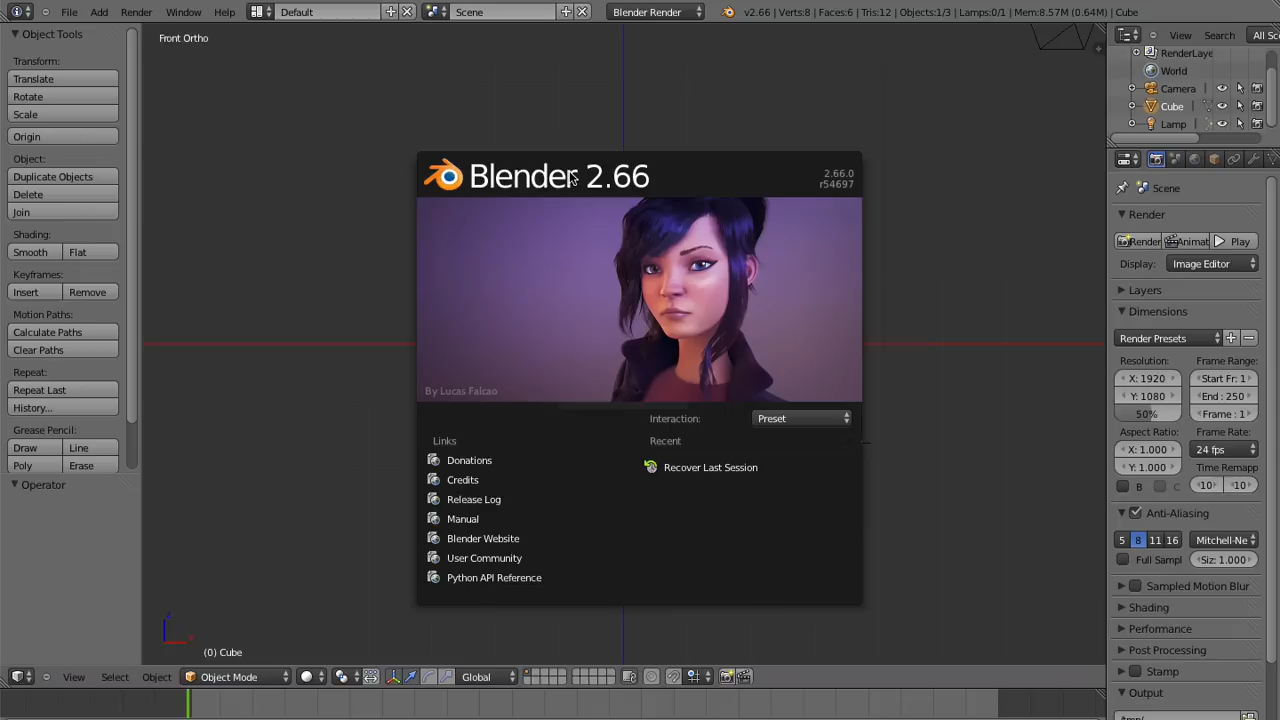 File Add Render Window Help Default Scene Blender Render v2.66 | Verts:8 | Faces:6 | Tris:12 | Objects:1/3 | Lamps:0/1 | Mem:8.57M (0.64M) | Cube
Object Tools
Transform:
Translate
Rotate
Scale
Origin
Object:
Duplicate Objects
Delete
Join
Shading:
Smooth Flat
Keyframes:
Insert Remove
Motion Paths:
Calculate Paths
Clear Paths
Repeat:
Repeat Last
History...
Grease Pencil:
Draw Line
Poly Erase
Operator
Front Ortho
Blender 2.66
2.66.0
r54697
By Lucas Falcao
Interaction: Preset
Links
Donations
Credits
Release Log
Manual
Blender Website
User Community
Python API Reference
Recent
Recover Last Session
(0) Cube
View Select Object Object Mode Global
View Search All Sc
RenderLaye
World
Camera
Cube
Lamp
Scene
Render
Render Animat Play
Display: Image Editor
Layers
Dimensions
Render Presets
Resolution: Frame Range:
X: 1920 Start Fr: 1
Y: 1080 End : 250
50% Frame : 1
Aspect Ratio: Frame Rate:
X: 1.000 24 fps
Y: 1.000 Time Remapp
B C 10 10
Anti-Aliasing
5 8 11 16 Mitchell-Ne
Full Sampl Siz: 1.000
Sampled Motion Blur
Shading
Performance
Post Processing
Stamp
Output